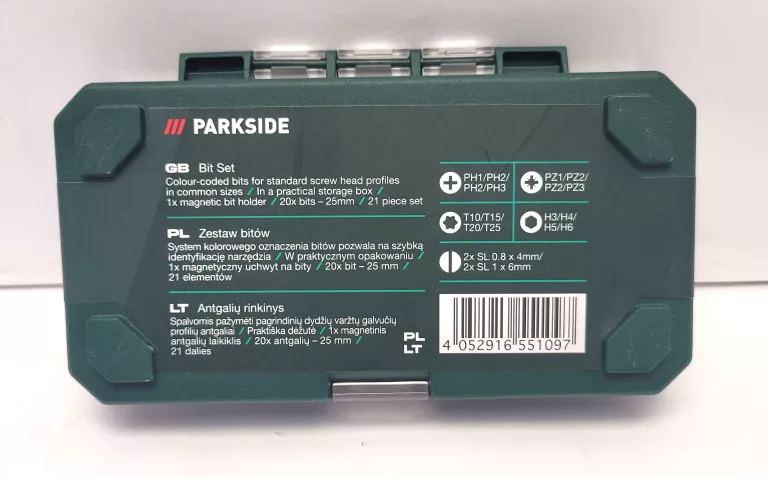 PARKSIDE
GB Bit Set
Colour-coded bits for standard screw head profiles
in common sizes / In a practical storage box /
1x magnetic bit holder / 20x bits – 25mm / 21 piece set
PL Zestaw bitów
System kolorowego oznaczenia bitów pozwala na szybką
identyfikację narzędzia / W praktycznym opakowaniu /
1x magnetyczny uchwyt na bity / 20x bit – 25 mm /
21 elementów
LT Antgalių rinkinys
Spalvomis pažymėti pagrindinių dydžių varžtų galvučių
profilių antgaliai / Praktiška dėžutė / 1x magnetinis
antgalių laikiklis / 20x antgalių – 25 mm /
21 dalies
PL
LT
PH1/PH2/
PH2/PH3
PZ1/PZ2/
PZ2/PZ3
T10/T15/
T20/T25
H3/H4/
H5/H6
2x SL 0.8 x 4mm/
2x SL 1 x 6mm
4 052916 551097